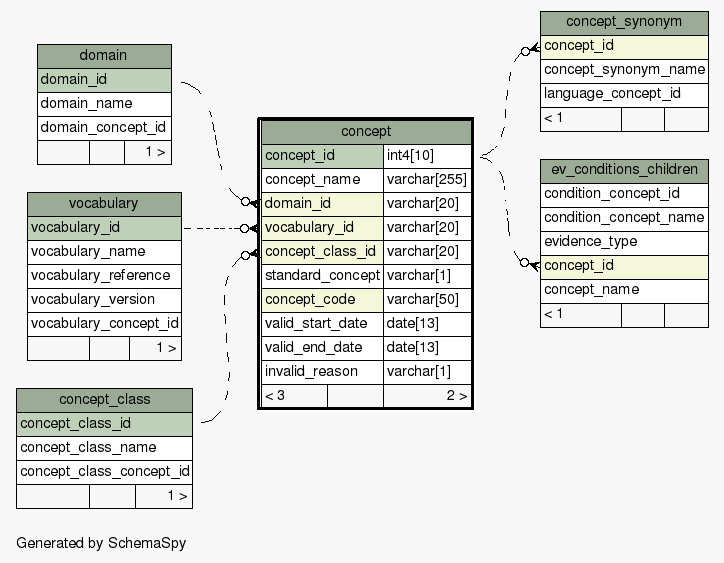 domain
domain_id
domain_name
domain_concept_id
1 >
vocabulary
vocabulary_id
vocabulary_name
vocabulary_reference
vocabulary_version
vocabulary_concept_id
1 >
concept_class
concept_class_id
concept_class_name
concept_class_concept_id
1 >
concept
concept_id int4[10]
concept_name varchar[255]
domain_id varchar[20]
vocabulary_id varchar[20]
concept_class_id varchar[20]
standard_concept varchar[1]
concept_code varchar[50]
valid_start_date date[13]
valid_end_date date[13]
invalid_reason varchar[1]
< 3 2 >
concept_synonym
concept_id
concept_synonym_name
language_concept_id
< 1
ev_conditions_children
condition_concept_id
condition_concept_name
evidence_type
concept_id
concept_name
< 1
Generated by SchemaSpy